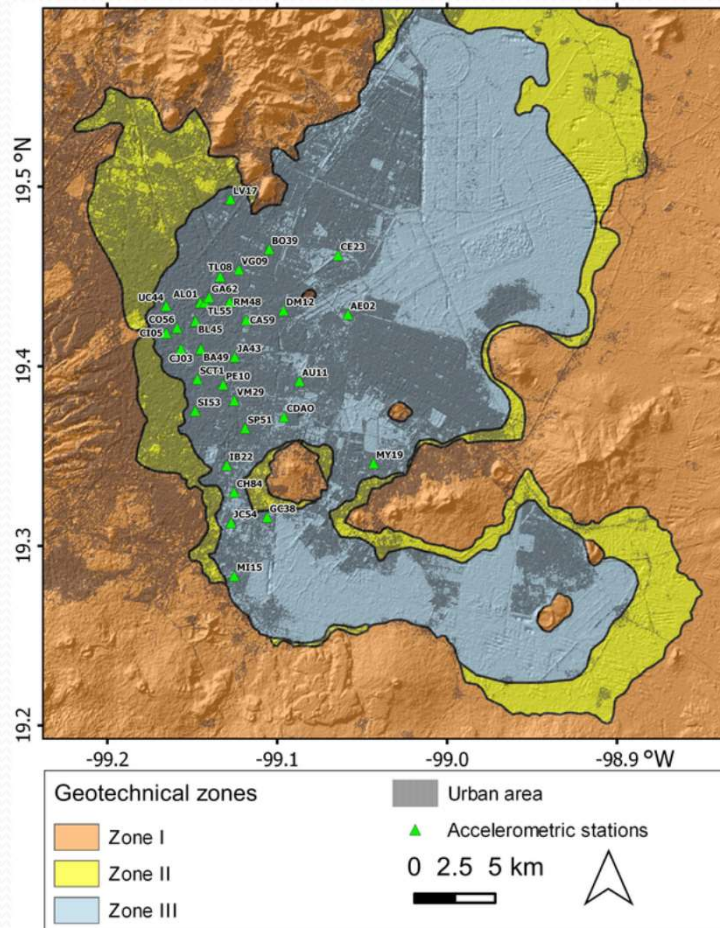 19.5 °N
19.4
19.3
19.2
LV17
BO39
CE23
VG09
TL08
GA62
UC44
AL01
RM48
DM12
AE02
TL55
CO56
BL45
CA59
CI05
CJ03
BA49
JA43
SCT1
PE10
AU11
VM29
SI53
CDAO
SP51
IB22
MY19
CH84
GC38
JC54
MI15
-99.2
-99.1
-99.0
-98.9 °W
Geotechnical zones
Zone I
Zone II
Zone III
Urban area
Accelerometric stations
0 2.5 5 km